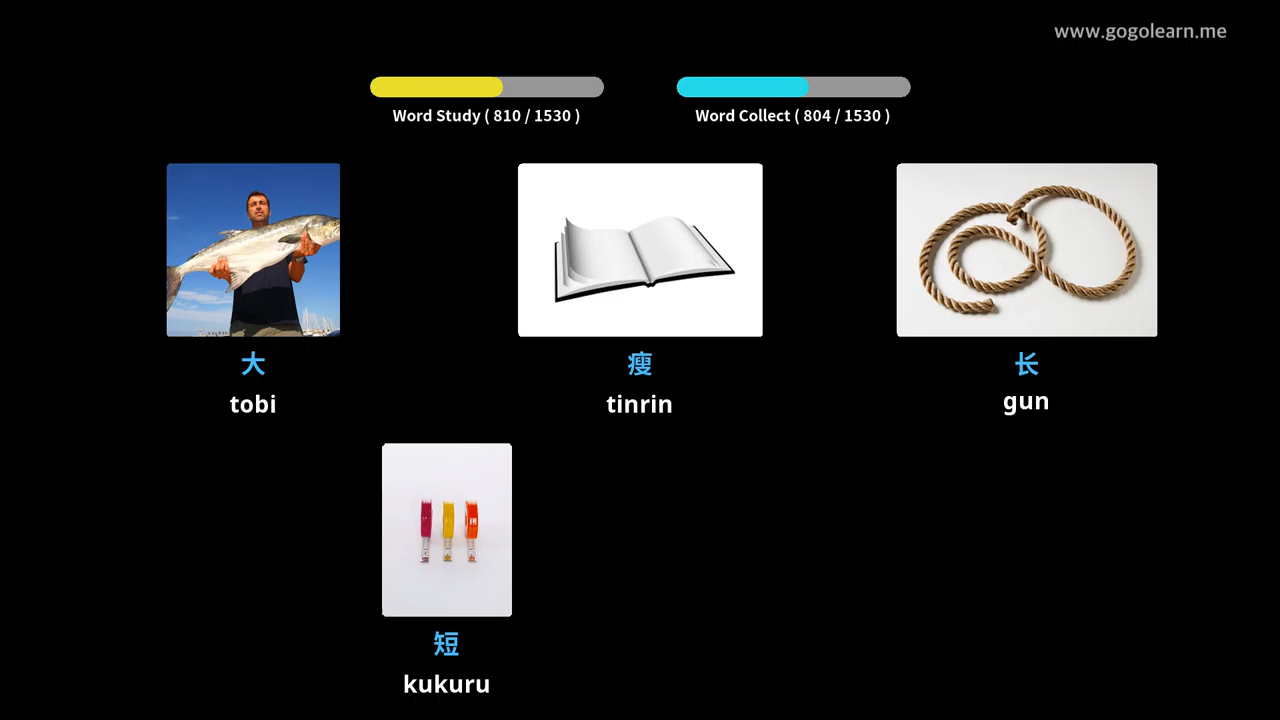 www.gogolearn.me
Word Study ( 810 / 1530 )
Word Collect ( 804 / 1530 )
大
tobi
瘦
tinrin
长
gun
短
kukuru